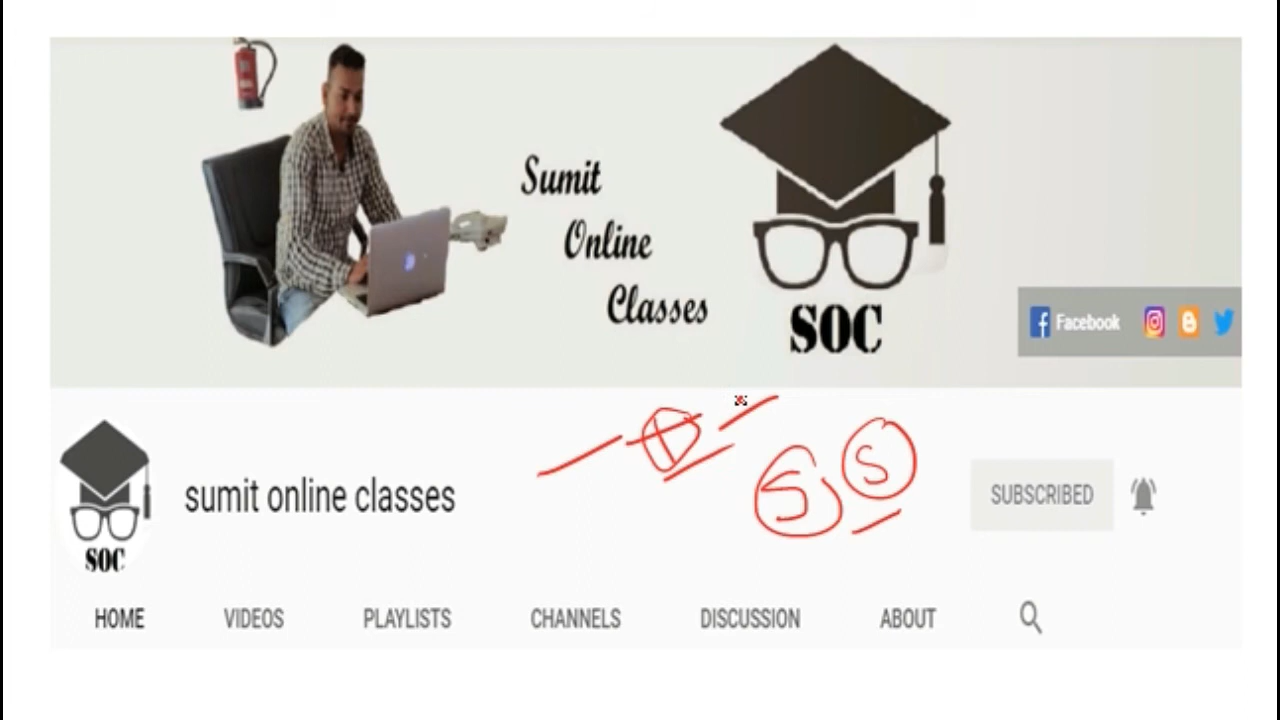 Sumit
Online
Classes
SOC
Facebook
S S
sumit online classes
SUBSCRIBED
SOC
HOME VIDEOS PLAYLISTS CHANNELS DISCUSSION ABOUT